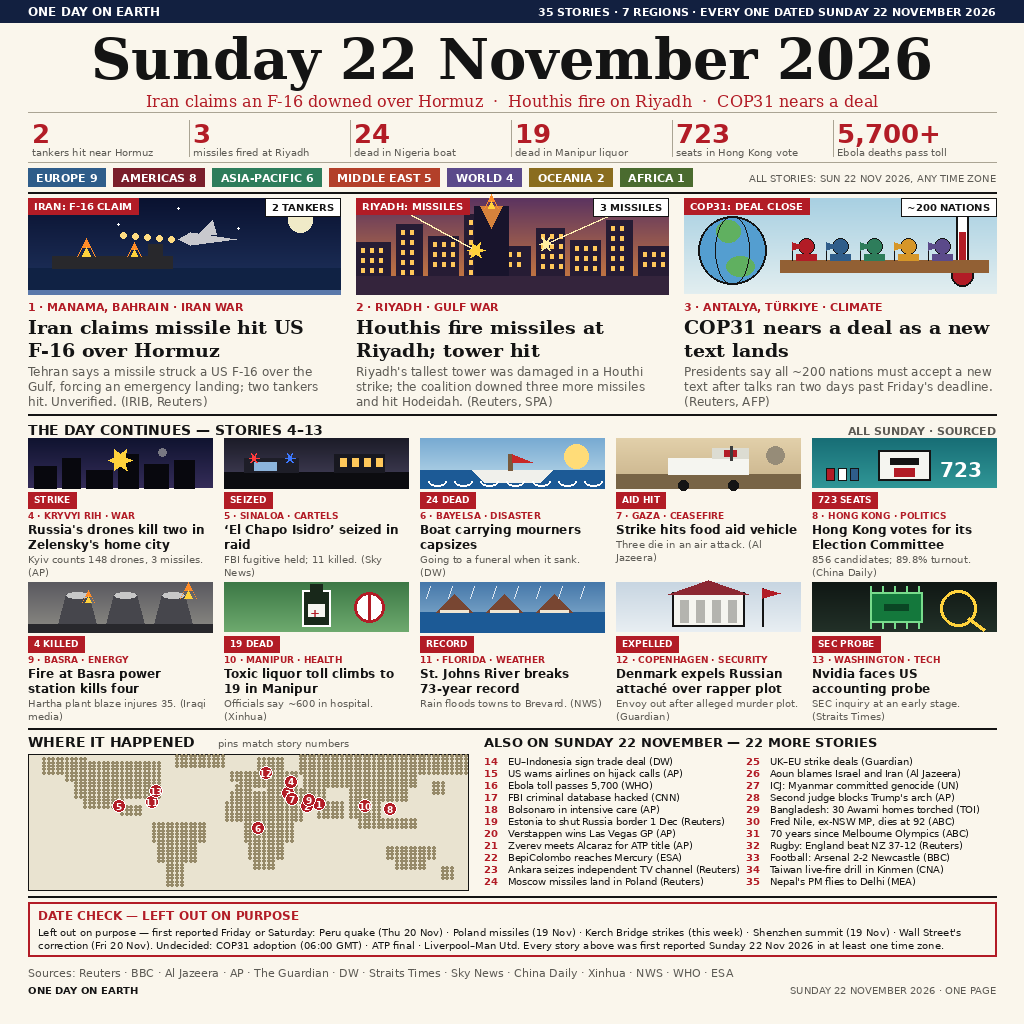 ONE DAY ON EARTH
35 STORIES · 7 REGIONS · EVERY ONE DATED SUNDAY 22 NOVEMBER 2026
Sunday 22 November 2026
Iran claims an F-16 downed over Hormuz · Houthis fire on Riyadh · COP31 nears a deal
2
tankers hit near Hormuz
3
missiles fired at Riyadh
24
dead in Nigeria boat
19
dead in Manipur liquor
723
seats in Hong Kong vote
5,700+
Ebola deaths pass toll
EUROPE 9
AMERICAS 8
ASIA-PACIFIC 6
MIDDLE EAST 5
WORLD 4
OCEANIA 2
AFRICA 1
ALL STORIES: SUN 22 NOV 2026, ANY TIME ZONE
IRAN: F-16 CLAIM
2 TANKERS
1 · MANAMA, BAHRAIN · IRAN WAR
Iran claims missile hit US
F-16 over Hormuz
Tehran says a missile struck a US F-16 over the
Gulf, forcing an emergency landing; two tankers
hit. Unverified. (IRIB, Reuters)
RIYADH: MISSILES
3 MISSILES
2 · RIYADH · GULF WAR
Houthis fire missiles at
Riyadh; tower hit
Riyadh's tallest tower was damaged in a Houthi
strike; the coalition downed three more missiles
and hit Hodeidah. (Reuters, SPA)
COP31: DEAL CLOSE
~200 NATIONS
3 · ANTALYA, TÜRKIYE · CLIMATE
COP31 nears a deal as a new
text lands
Presidents say all ~200 nations must accept a new
text after talks ran two days past Friday's deadline.
(Reuters, AFP)
THE DAY CONTINUES — STORIES 4–13
ALL SUNDAY · SOURCED
STRIKE
4 · KRYVYI RIH · WAR
Russia's drones kill two in
Zelensky's home city
Kyiv counts 148 drones, 3 missiles.
(AP)
SEIZED
5 · SINALOA · CARTELS
‘El Chapo Isidro’ seized in
raid
FBI fugitive held; 11 killed. (Sky
News)
24 DEAD
6 · BAYELSA · DISASTER
Boat carrying mourners
capsizes
Going to a funeral when it sank.
(DW)
AID HIT
7 · GAZA · CEASEFIRE
Strike hits food aid vehicle
Three die in an air attack. (Al
Jazeera)
723
723 SEATS
8 · HONG KONG · POLITICS
Hong Kong votes for its
Election Committee
856 candidates; 89.8% turnout.
(China Daily)
4 KILLED
9 · BASRA · ENERGY
Fire at Basra power
station kills four
Hartha plant blaze injures 35. (Iraqi
media)
19 DEAD
10 · MANIPUR · HEALTH
Toxic liquor toll climbs to
19 in Manipur
Officials say ~600 in hospital.
(Xinhua)
RECORD
11 · FLORIDA · WEATHER
St. Johns River breaks
73-year record
Rain floods towns to Brevard. (NWS)
EXPELLED
12 · COPENHAGEN · SECURITY
Denmark expels Russian
attaché over rapper plot
Envoy out after alleged murder plot.
(Guardian)
SEC PROBE
13 · WASHINGTON · TECH
Nvidia faces US
accounting probe
SEC inquiry at an early stage.
(Straits Times)
WHERE IT HAPPENED
pins match story numbers
12
4
13
7
9
1
5
11
10
8
6
ALSO ON SUNDAY 22 NOVEMBER — 22 MORE STORIES
14 EU–Indonesia sign trade deal (DW)
15 US warns airlines on hijack calls (AP)
16 Ebola toll passes 5,700 (WHO)
17 FBI criminal database hacked (CNN)
18 Bolsonaro in intensive care (AP)
19 Estonia to shut Russia border 1 Dec (Reuters)
20 Verstappen wins Las Vegas GP (AP)
21 Zverev meets Alcaraz for ATP title (AP)
22 BepiColombo reaches Mercury (ESA)
23 Ankara seizes independent TV channel (Reuters)
24 Moscow missiles land in Poland (Reuters)
25 UK–EU strike deals (Guardian)
26 Aoun blames Israel and Iran (Al Jazeera)
27 ICJ: Myanmar committed genocide (UN)
28 Second judge blocks Trump's arch (AP)
29 Bangladesh: 30 Awami homes torched (TOI)
30 Fred Nile, ex-NSW MP, dies at 92 (ABC)
31 70 years since Melbourne Olympics (ABC)
32 Rugby: England beat NZ 37-12 (Reuters)
33 Football: Arsenal 2-2 Newcastle (BBC)
34 Taiwan live-fire drill in Kinmen (CNA)
35 Nepal's PM flies to Delhi (MEA)
DATE CHECK — LEFT OUT ON PURPOSE
Left out on purpose — first reported Friday or Saturday: Peru quake (Thu 20 Nov) · Poland missiles (19 Nov) · Kerch Bridge strikes (this week) · Shenzhen summit (19 Nov) · Wall Street's
correction (Fri 20 Nov). Undecided: COP31 adoption (06:00 GMT) · ATP final · Liverpool–Man Utd. Every story above was first reported Sunday 22 Nov 2026 in at least one time zone.
Sources: Reuters · BBC · Al Jazeera · AP · The Guardian · DW · Straits Times · Sky News · China Daily · Xinhua · NWS · WHO · ESA
ONE DAY ON EARTH
SUNDAY 22 NOVEMBER 2026 · ONE PAGE